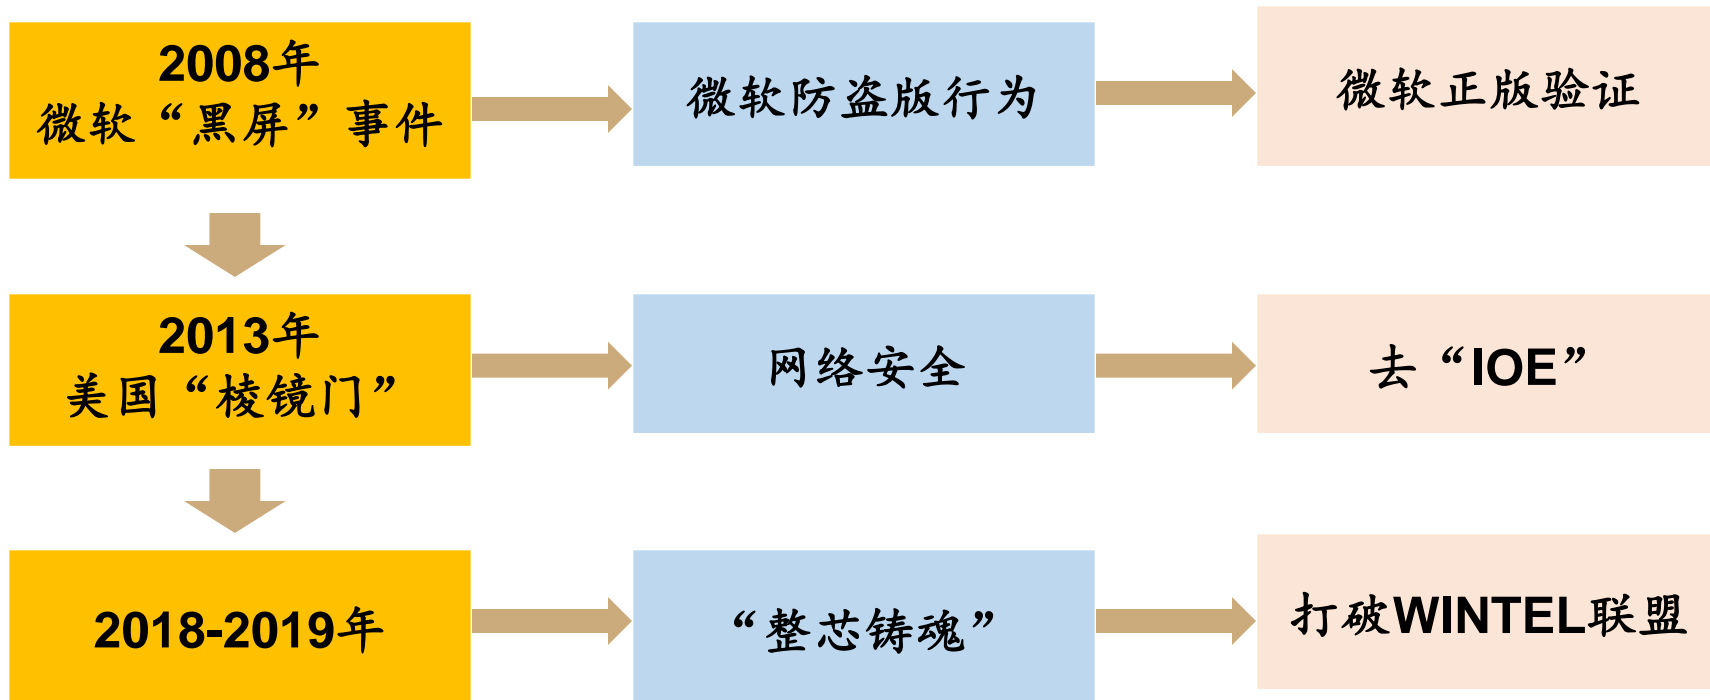 2008年
微软“黑屏”事件
微软防盗版行为
微软正版验证
2013年
美国“棱镜门”
网络安全
去“IOE”
2018-2019年
“整芯铸魂”
打破WINTEL联盟